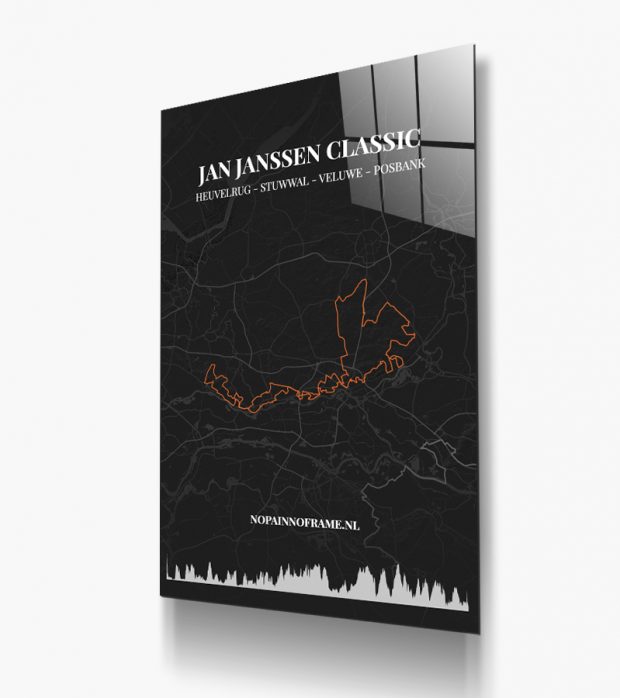 JAN JANSSEN CLASSIC
HEUVELRUG - STUWWAL - VELUWE - POSBANK
NOPAINNOFRAME.NL